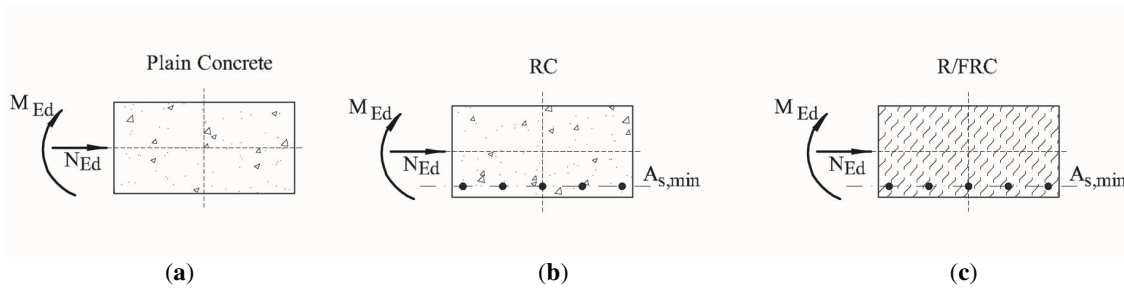 Plain Concrete
M Ed
N Ed
(a)
RC
M Ed
N Ed
A s,min
(b)
R/FRC
M Ed
N Ed
A s,min
(c)